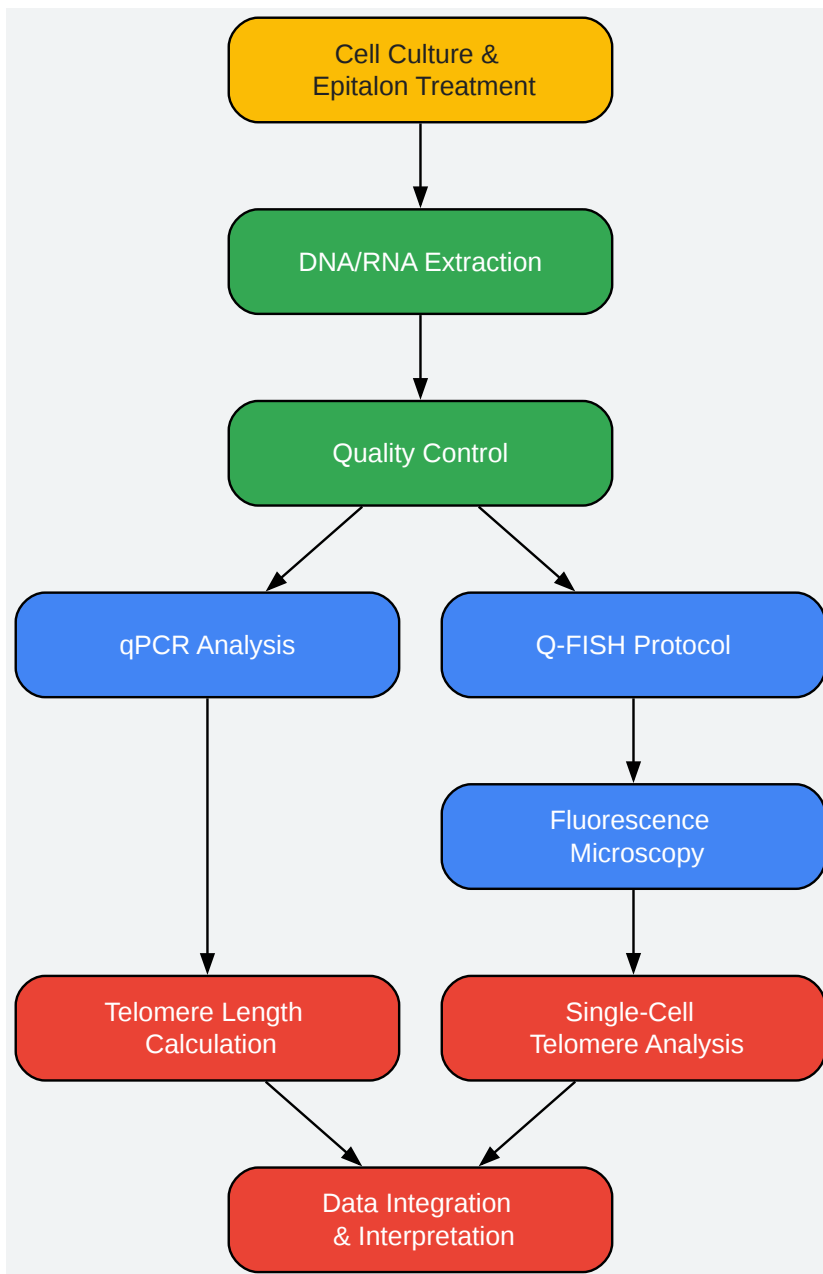 Cell Culture &
Epitalon Treatment
DNA/RNA Extraction
Quality Control
qPCR Analysis
Q-FISH Protocol
Fluorescence
Microscopy
Telomere Length
Calculation
Single-Cell
Telomere Analysis
Data Integration
& Interpretation